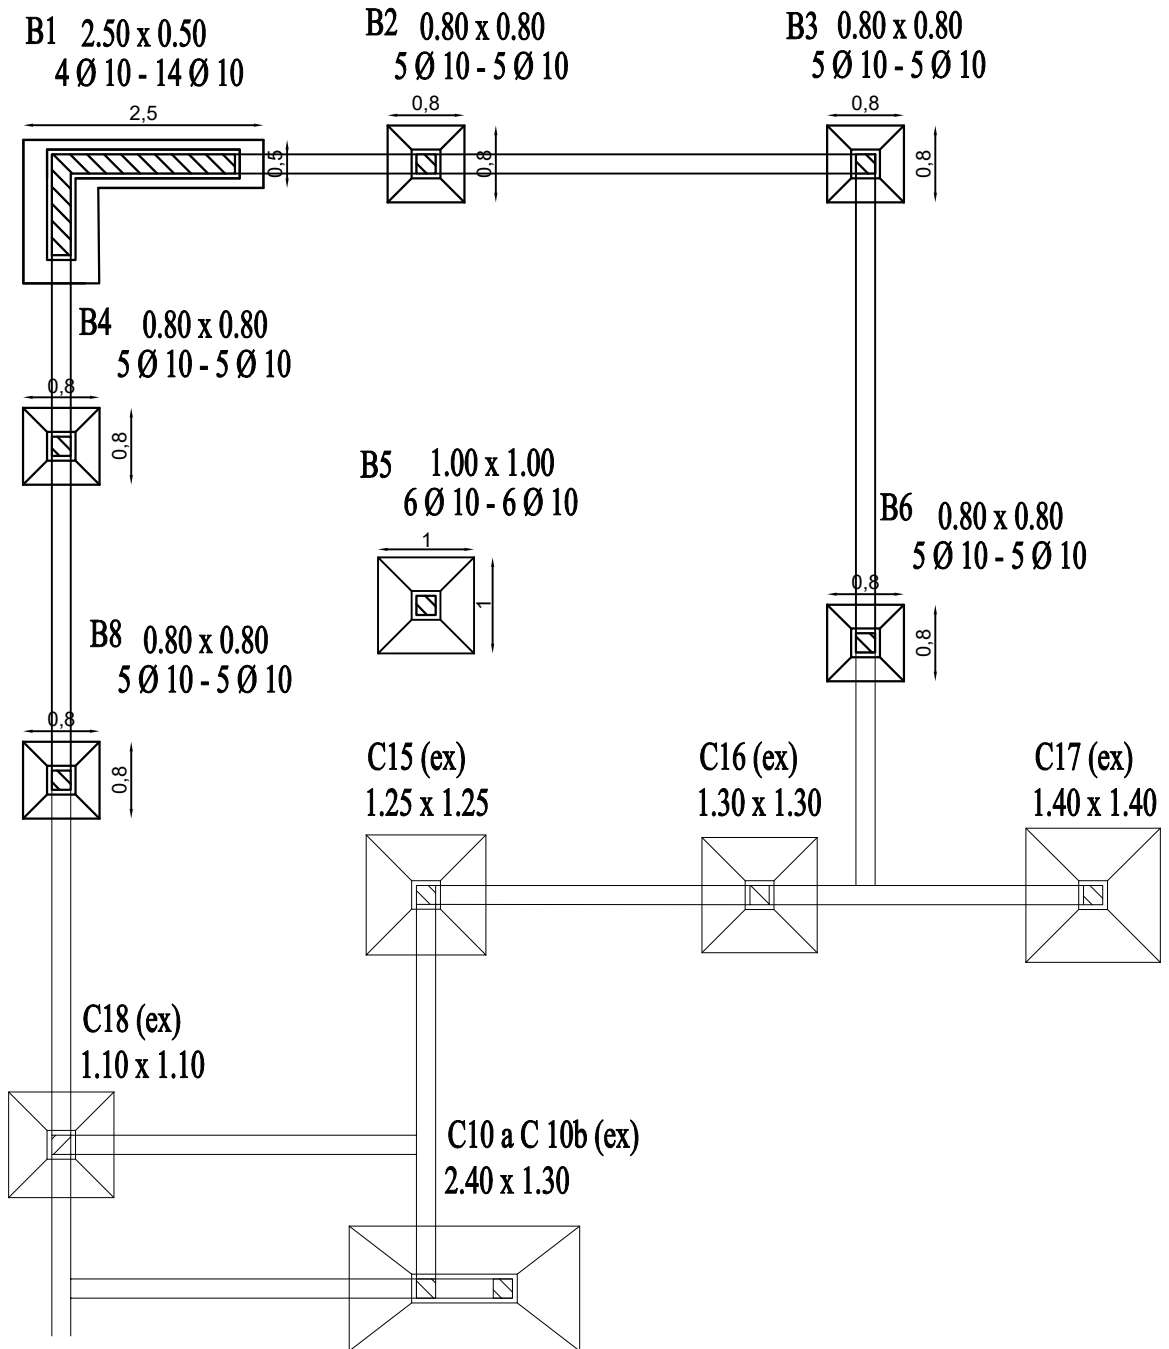 B1 2.50 x 0.50
4 Ø 10 - 14 Ø 10
2,5
0,5
B2 0.80 x 0.80
5 Ø 10 - 5 Ø 10
0,8
0,8
B3 0.80 x 0.80
5 Ø 10 - 5 Ø 10
0,8
0,8
B4 0.80 x 0.80
5 Ø 10 - 5 Ø 10
0,8
0,8
B5 1.00 x 1.00
6 Ø 10 - 6 Ø 10
1
1
B6 0.80 x 0.80
5 Ø 10 - 5 Ø 10
0,8
0,8
B8 0.80 x 0.80
5 Ø 10 - 5 Ø 10
0,8
0,8
C15 (ex)
1.25 x 1.25
C16 (ex)
1.30 x 1.30
C17 (ex)
1.40 x 1.40
C18 (ex)
1.10 x 1.10
C10 a C 10b (ex)
2.40 x 1.30